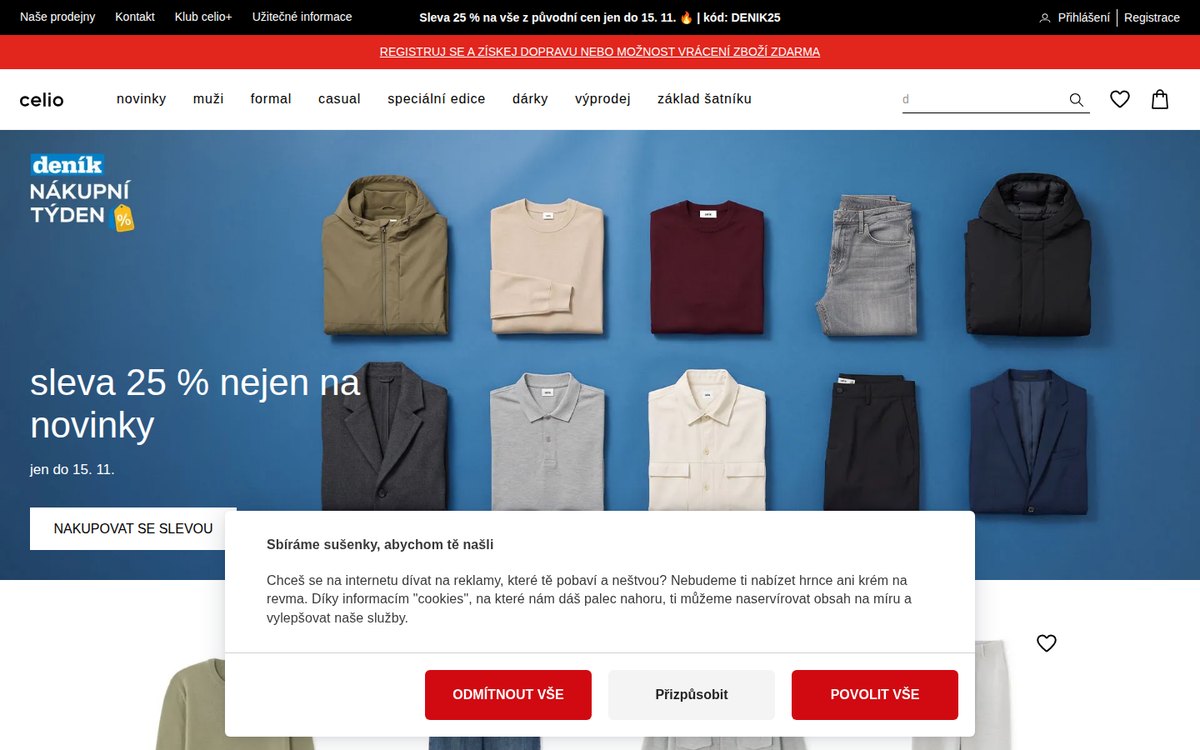 Naše prodejny Kontakt Klub celio+ Užitečné informace
Sleva 25 % na vše z původní cen jen do 15. 11. 🔥 | kód: DENIK25
Přihlášení Registrace
REGISTRUJ SE A ZÍSKEJ DOPRAVU NEBO MOŽNOST VRÁCENÍ ZBOŽÍ ZDARMA
celio novinky muži formal casual speciální edice dárky výprodej základ šatníku d
deník
NÁKUPNÍ
TÝDEN %
sleva 25 % nejen na
novinky
jen do 15. 11.
NAKUPOVAT SE SLEVOU
Sbíráme sušenky, abychom tě našli
Chceš se na internetu dívat na reklamy, které tě pobaví a neštvou? Nebudeme ti nabízet hrnce ani krém na
revma. Díky informacím "cookies", na které nám dáš palec nahoru, ti můžeme naservírovat obsah na míru a
vylepšovat naše služby.
ODMÍTNOUT VŠE Přizpůsobit POVOLIT VŠE